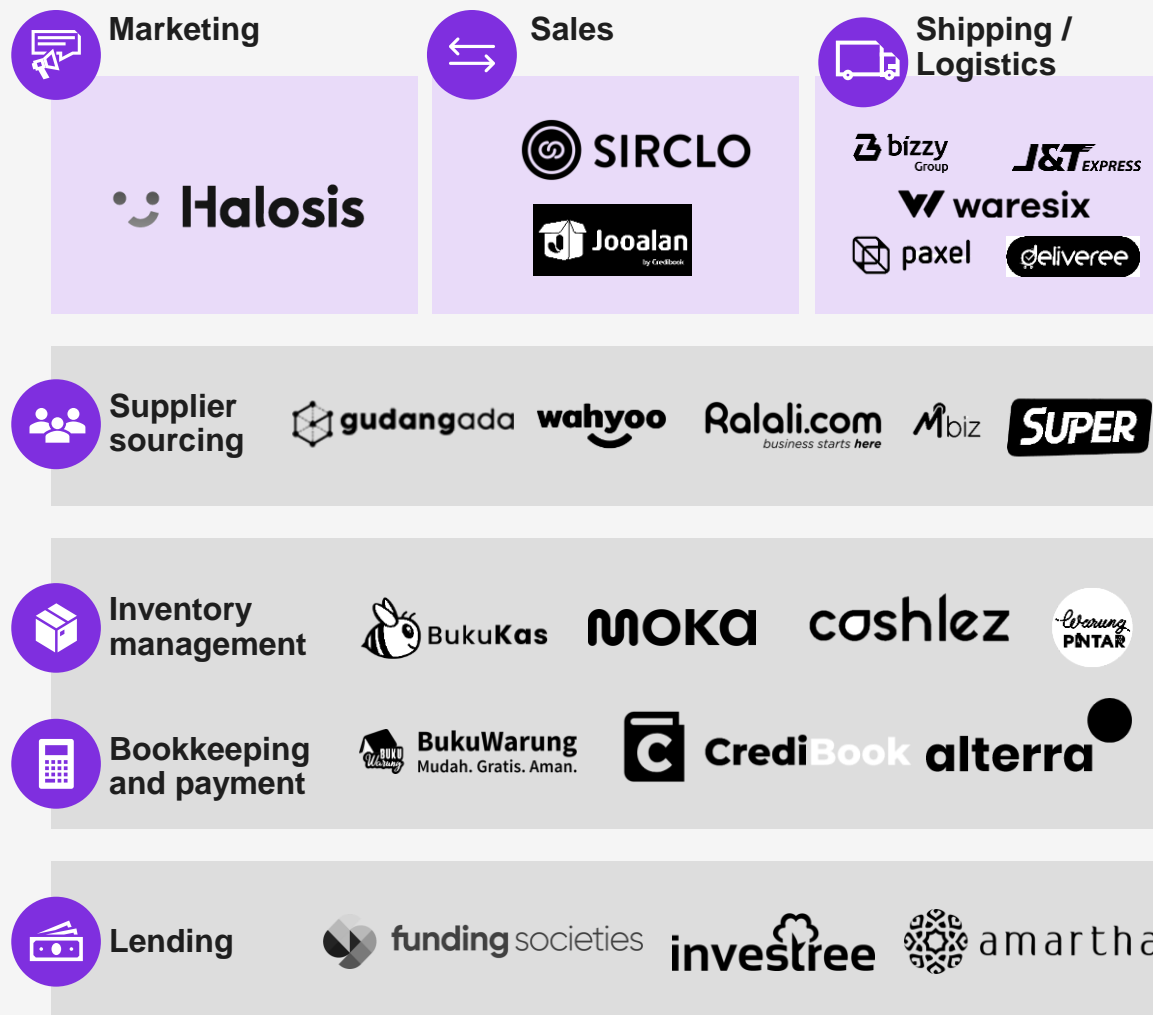 Marketing
Halosis
Sales
SIRCLO
Jooalan
by Credibook
Shipping /
Logistics
bizzy
Group
J&T EXPRESS
waresix
paxel
deliveree
Supplier
sourcing
gudangada
wahyoo
Ralali.com
business starts here
Mbiz
SUPER
Inventory
management
BukuKas
moka
cashlez
Warung
PINTAR
Bookkeeping
and payment
BUKU
Warung
BukuWarung
Mudah. Gratis. Aman.
C
CrediBook
alterra
Lending
funding societies
investree
amartha